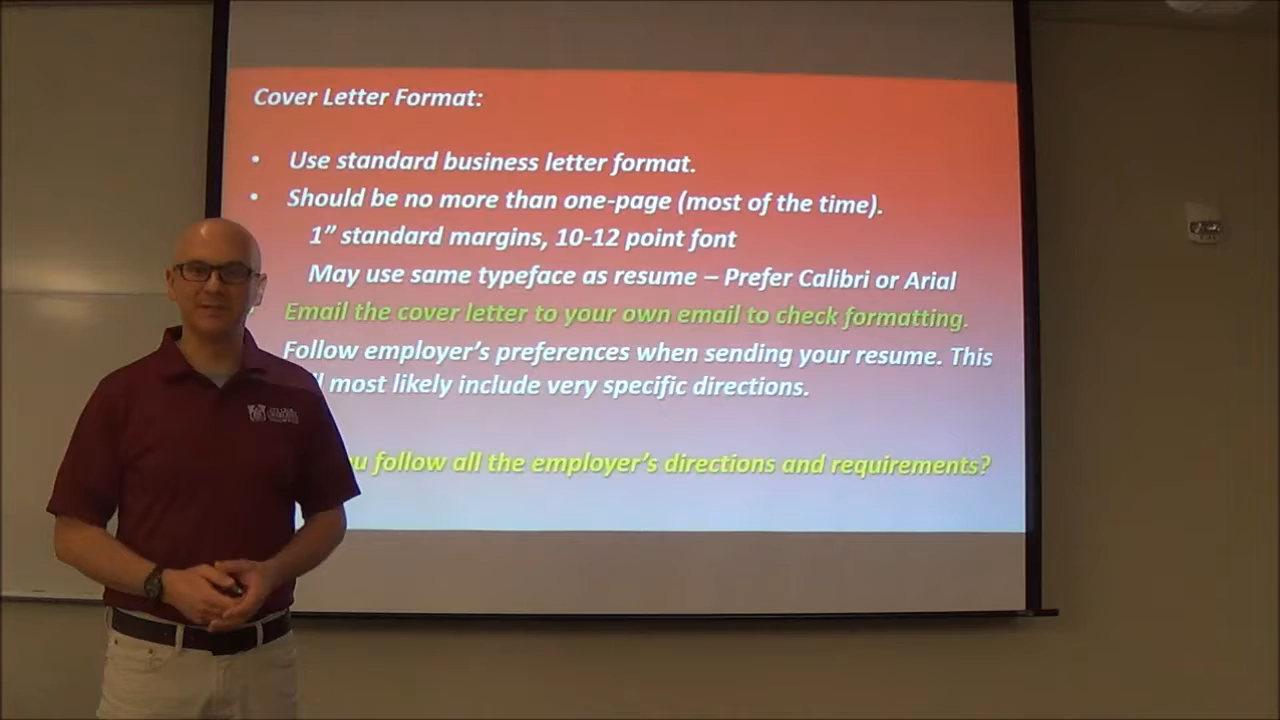 Cover Letter Format:
• Use standard business letter format.
• Should be no more than one-page (most of the time).
1” standard margins, 10-12 point font
May use same typeface as resume – Prefer Calibri or Arial
Email the cover letter to your own email to check formatting.
Follow employer’s preferences when sending your resume. This
most likely include very specific directions.
follow all the employer’s directions and requirements?